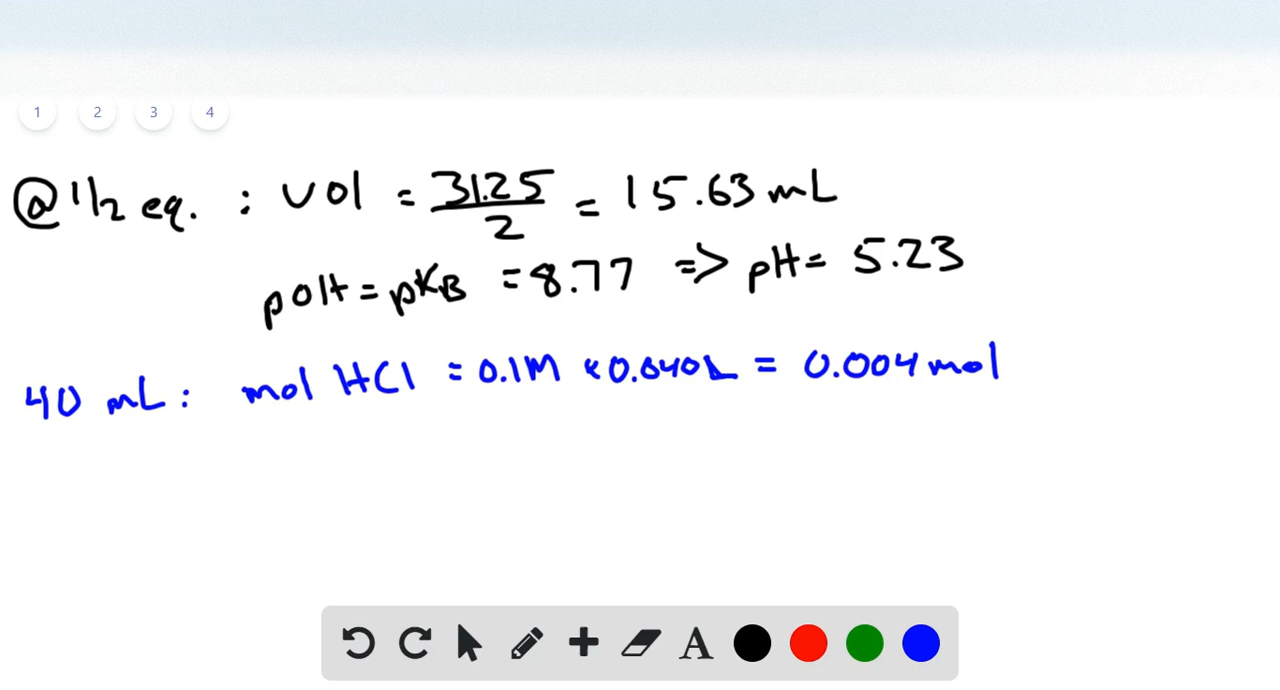 1 2 3 4
@ 1/2 eq. : vol = 31.25/2 = 15.63 mL
pOH = pKB = 8.77 => pH = 5.23
40 mL : mol HCl = 0.1M × 0.040L = 0.004 mol
A